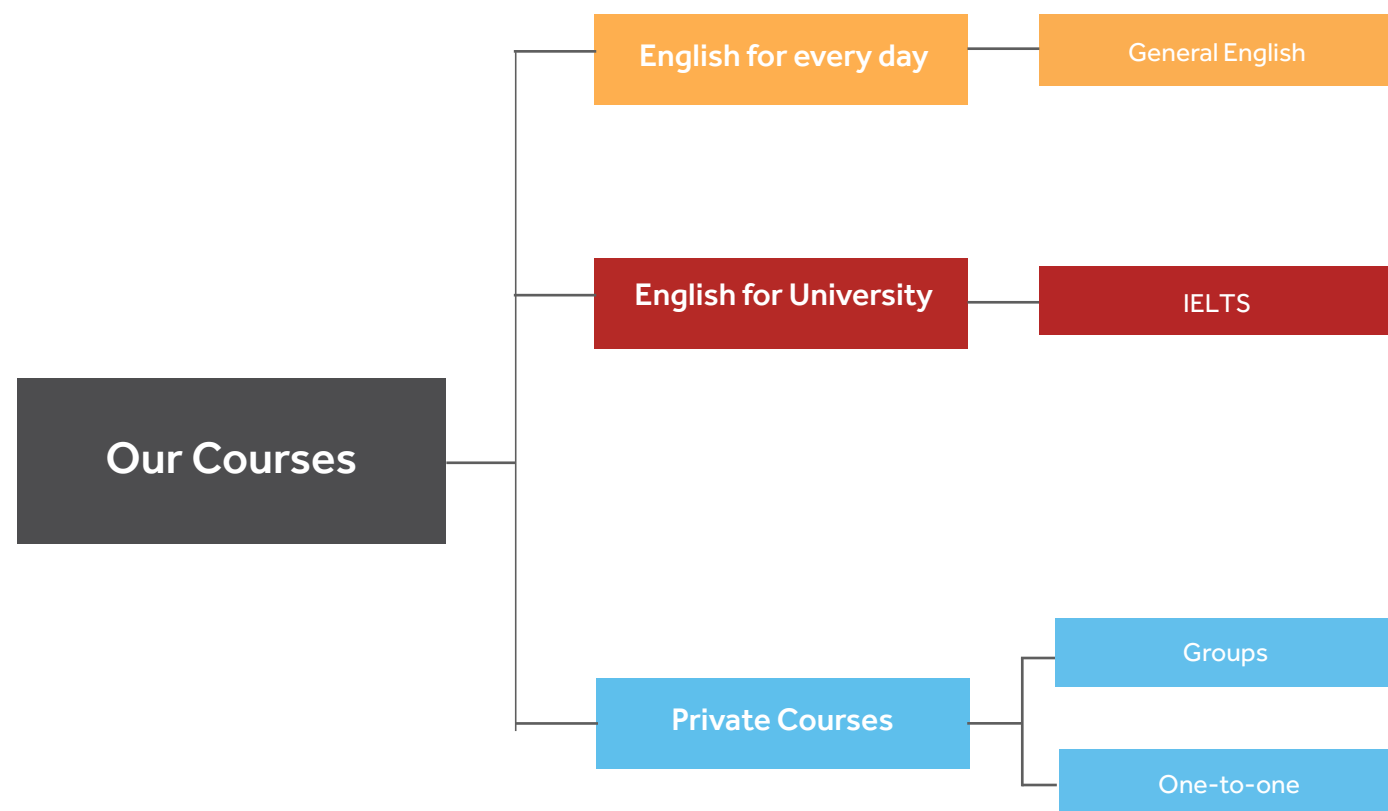 English for every day
General English
English for University
IELTS
Our Courses
Groups
Private Courses
One-to-one